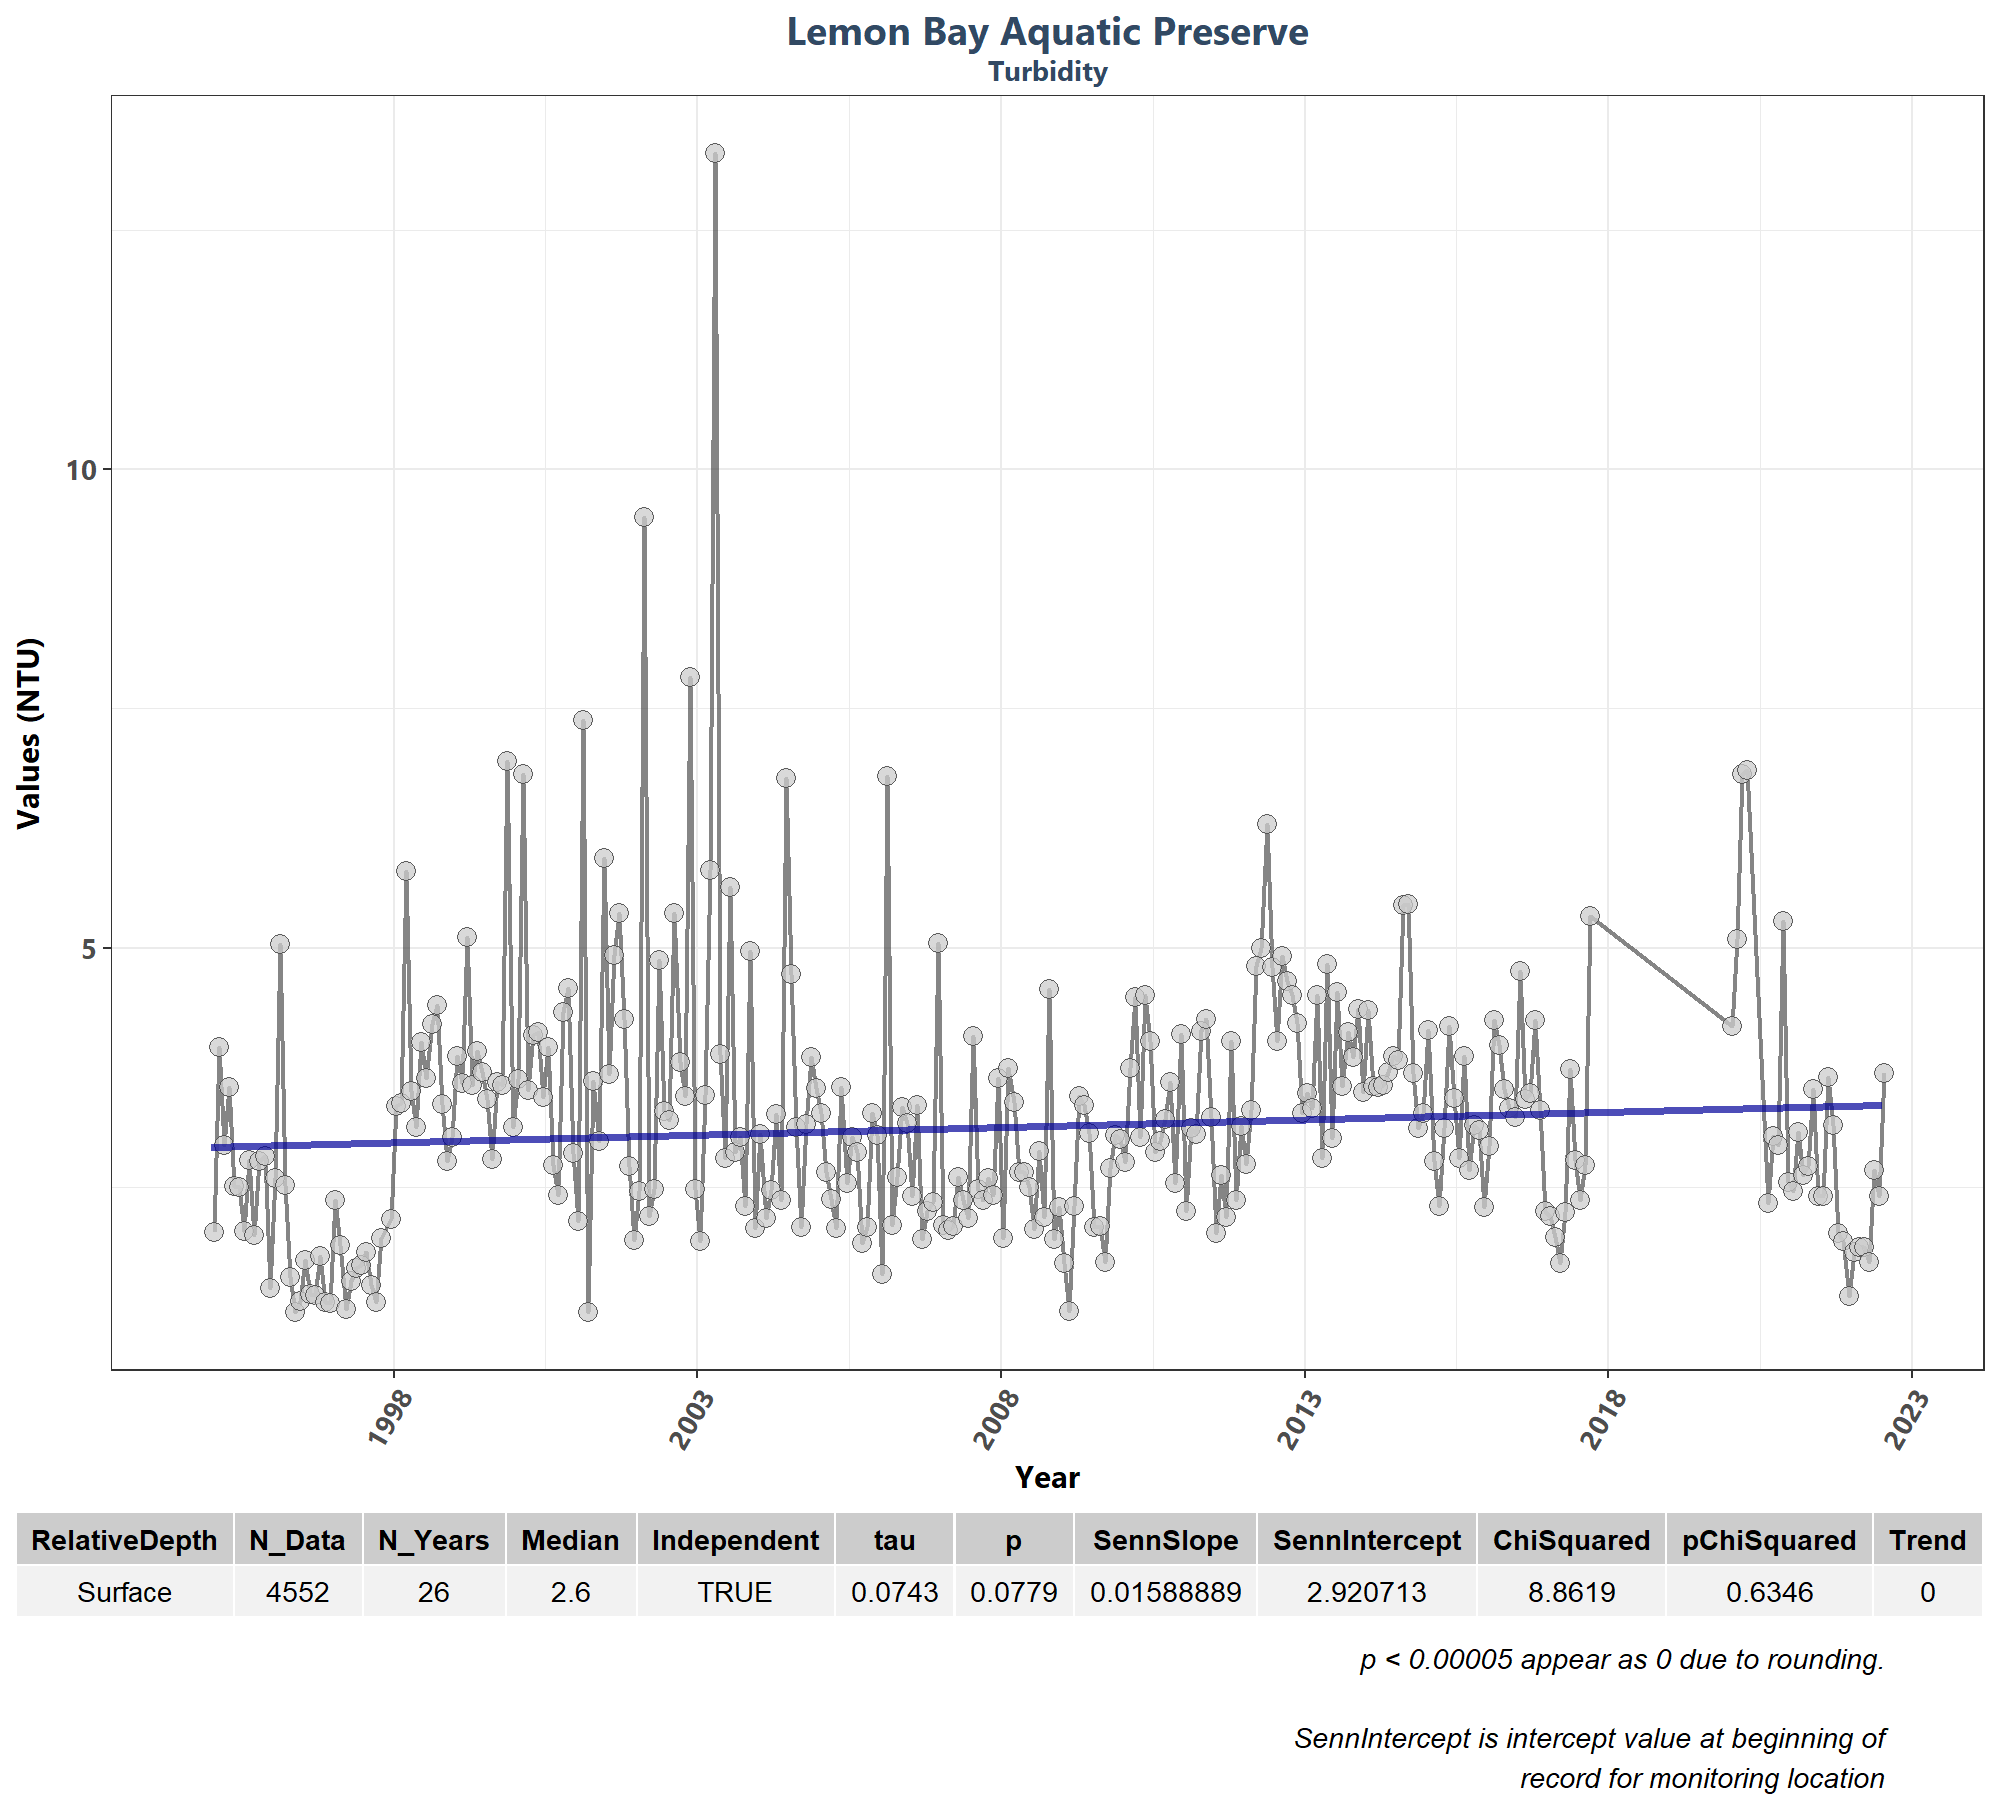 Lemon Bay Aquatic Preserve
Turbidity
Values (NTU)
10
5
1998
2003
2008
2013
2018
2023
Year
RelativeDepth N_Data N_Years Median Independent tau p SennSlope SennIntercept ChiSquared pChiSquared Trend
Surface 4552 26 2.6 TRUE 0.0743 0.0779 0.01588889 2.920713 8.8619 0.6346 0
p < 0.00005 appear as 0 due to rounding.
SennIntercept is intercept value at beginning of
record for monitoring location